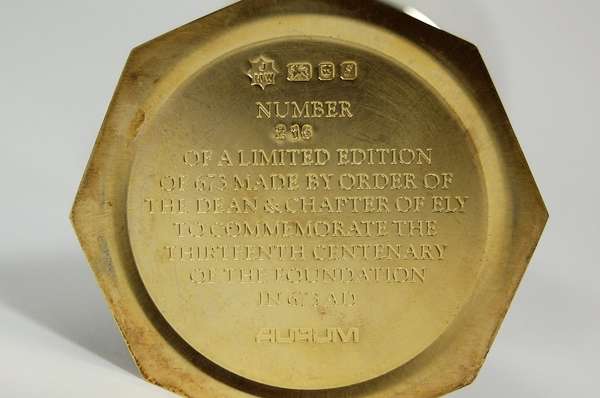 NUMBER
OF A LIMITED EDITION
OF 673 MADE BY ORDER OF
THE DEAN & CHAPTER OF ELY
TO COMMEMORATE THE
THIRTEENTH CENTENARY
OF THE FOUNDATION
IN 673 AD
AURUM